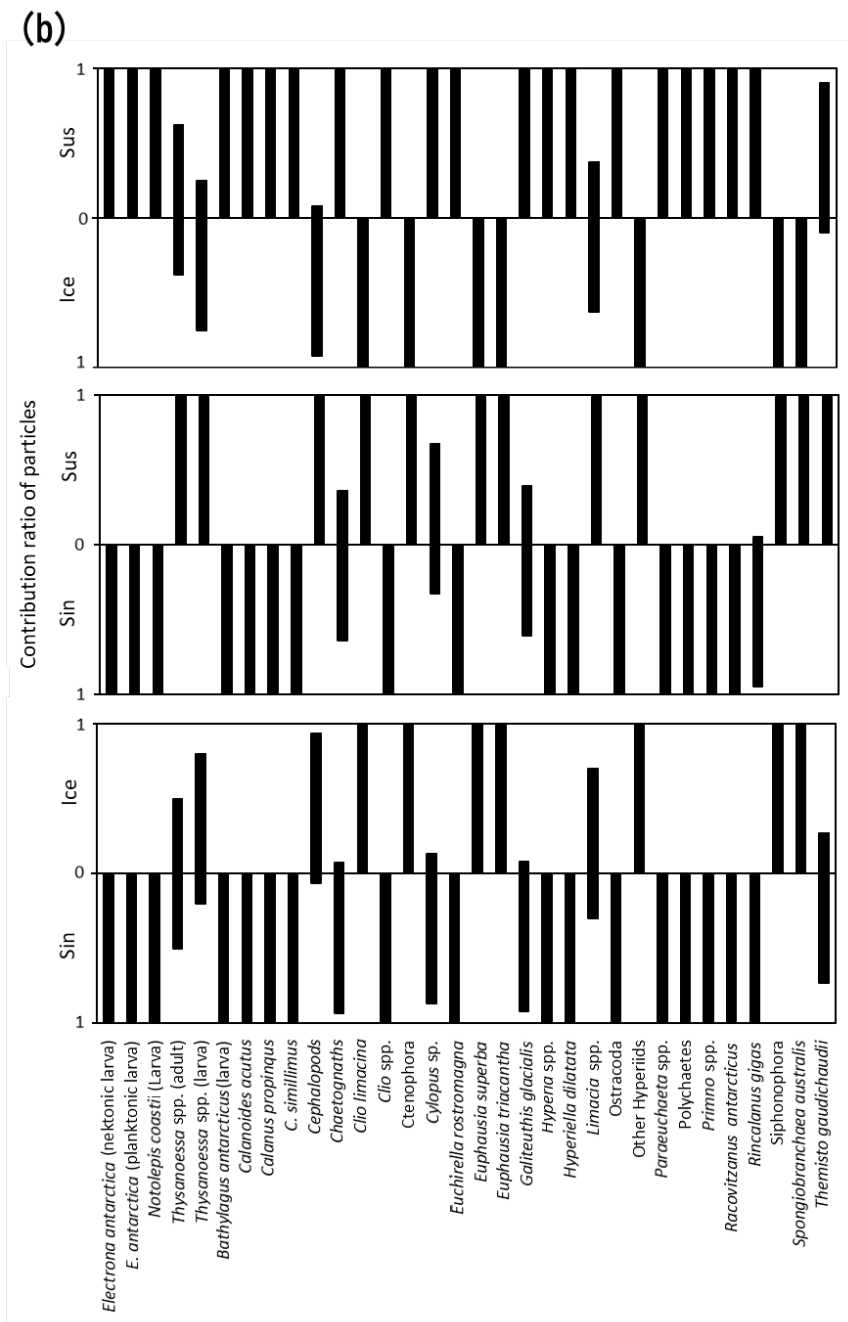 (b)
1
Sus
0
Ice
1
1
Sus
0
Sin
1
1
Ice
0
Sin
1
Contribution ratio of particles
Electrona antarctica (nektonic larva)
E. antarctica (planktonic larva)
Notolepis coastii (Larva)
Thysanoessa spp. (adult)
Thysanoessa spp. (larva)
Bathylagus antarcticus (larva)
Calanoides acutus
Calanus propinqus
C. simillimus
Cephalopods
Chaetognaths
Clio limacina
Clio spp.
Ctenophora
Cylopus sp.
Euchirella rostromagna
Euphausia superba
Euphausia triacantha
Galiteuthis glacialis
Hyperra spp.
Hyperiella dilatata
Limacia spp.
Ostracoda
Other Hyperiids
Paraeuchaeta spp.
Polychaetes
Primno spp.
Racovitzanus antarcticus
Rincalanus gigas
Siphonophora
Spongiobranchaea australis
Themisto gaudichaudii